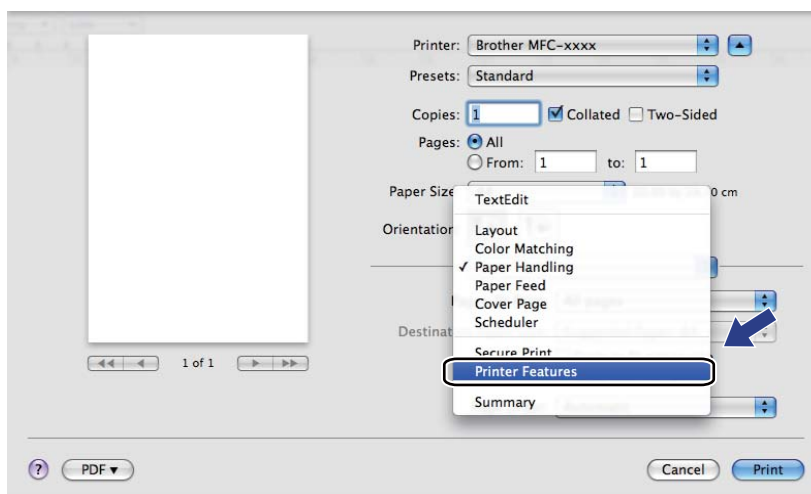 Printer: Brother MFC-xxxx
Presets: Standard
Copies: 1 Collated Two-Sided
Pages: All
From: 1 to: 1
Paper Size
0 cm
Orientation
TextEdit
Layout
Color Matching
✓ Paper Handling
Paper Feed
Cover Page
Scheduler
Destinat
Secure Print
Printer Features
Summary
1 of 1
? PDF ▼
Cancel Print